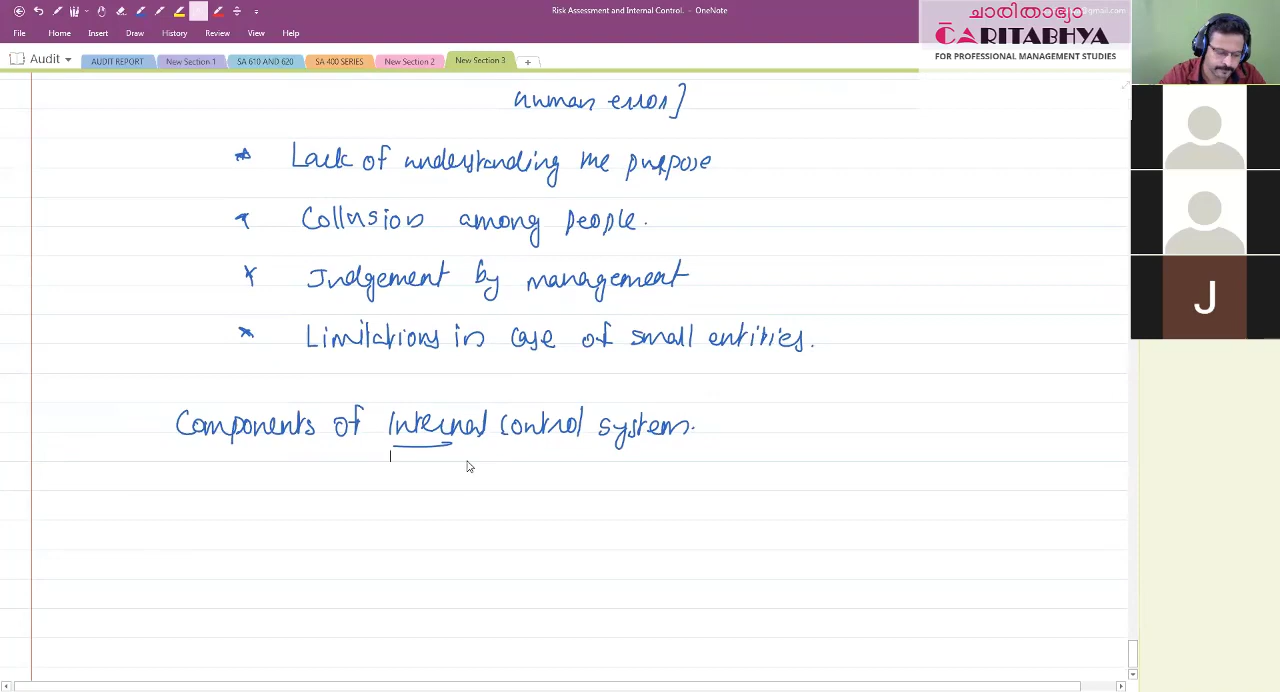 Risk Assessment and Internal Control. - OneNote
@gmail.com
File Home Insert Draw History Review View Help
ചാരിതാഭ്യാ
CARITABHYA
FOR PROFESSIONAL MANAGEMENT STUDIES
Audit
AUDIT REPORT New Section 1 SA 610 AND 620 SA 400 SERIES New Section 2 New Section 3 +
human error]
* Lack of understanding the purpose
* Collusion among people.
* Judgement by management
* Limitations in case of small entities.
Components of Internal control system.
J